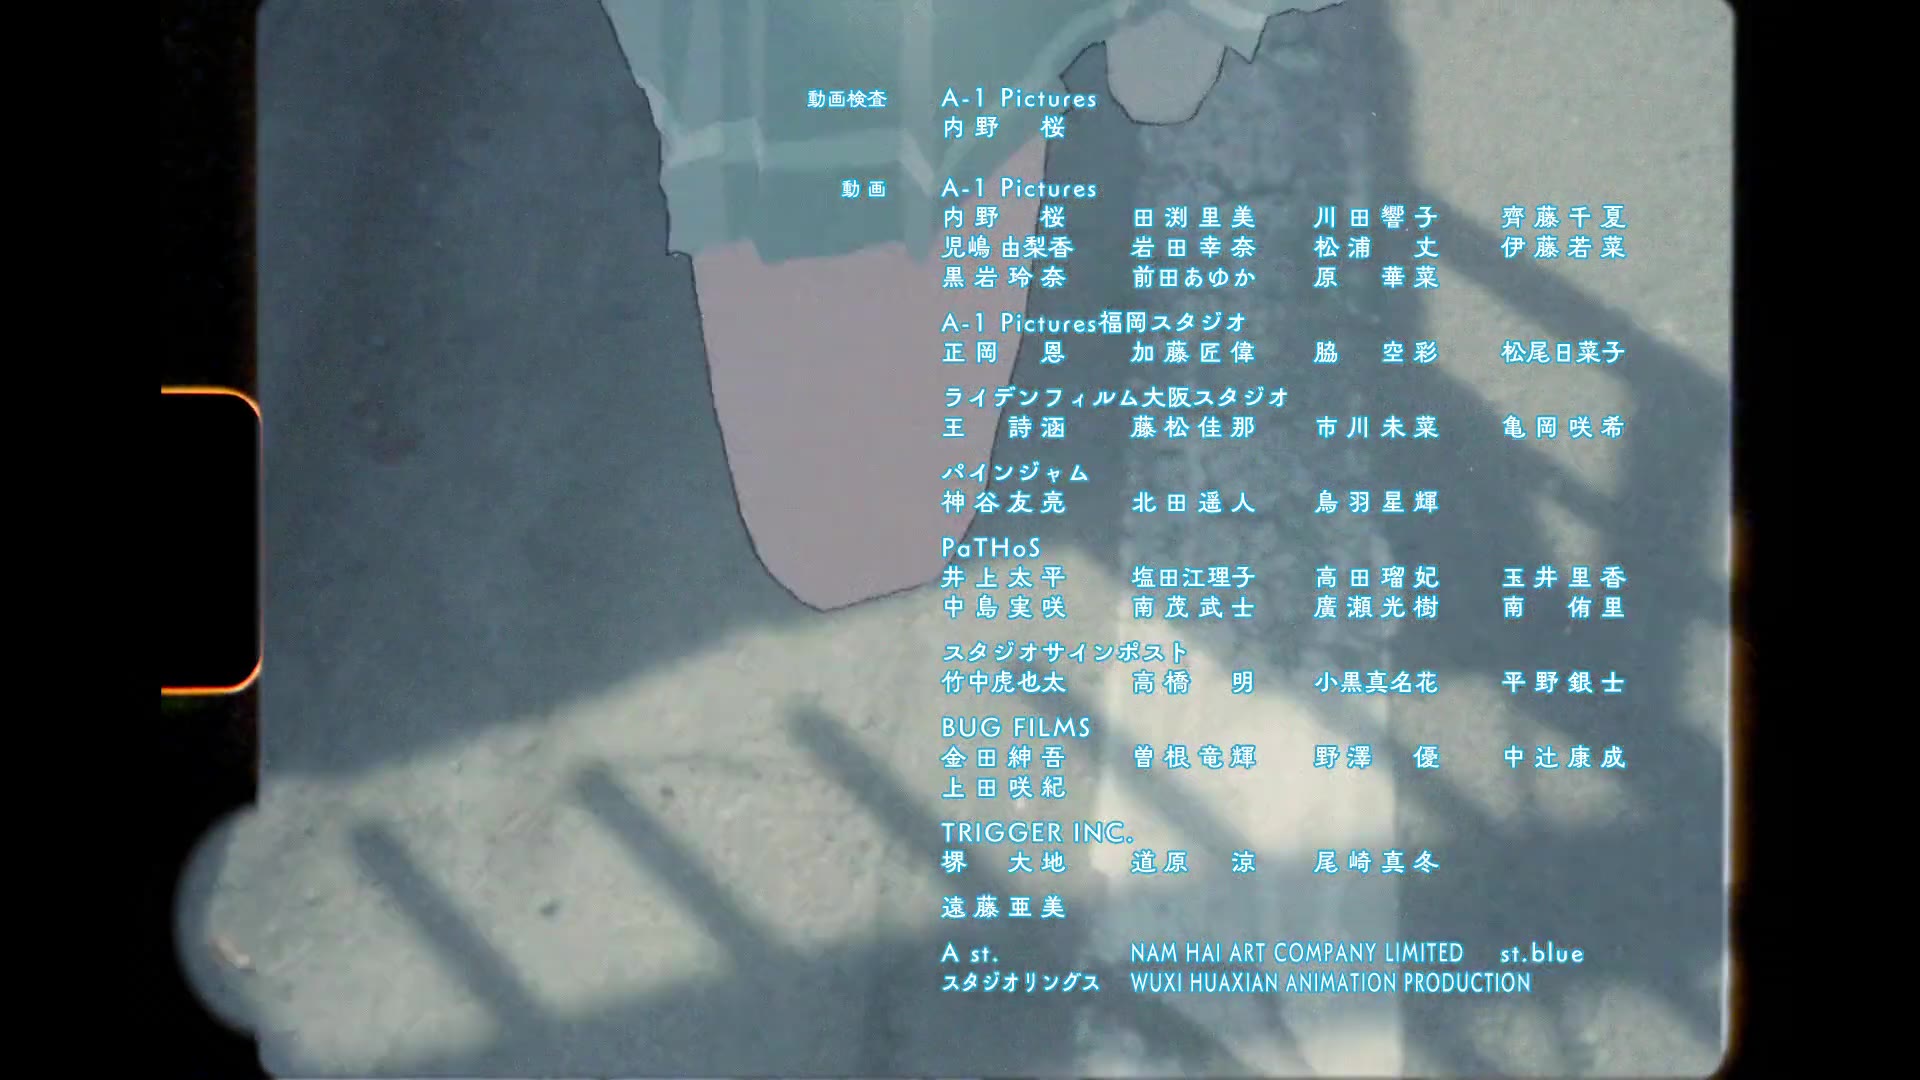 動画検査 A-1 Pictures
内野 桜
動画 A-1 Pictures
内野 桜 田渕里美 川田響子 齊藤千夏
児嶋由梨香 岩田幸奈 松浦 丈 伊藤若菜
黒岩玲奈 前田あゆか 原 華菜
A-1 Pictures福岡スタジオ
正岡 恩 加藤匠偉 脇 空彩 松尾日菜子
ライデンフィルム大阪スタジオ
王 詩涵 藤松佳那 市川未菜 亀岡咲希
パインジャム
神谷友亮 北田遥人 鳥羽星輝
PaTHoS
井上太平 塩田江理子 高田瑠妃 玉井里香
中島実咲 南茂武士 廣瀬光樹 南 侑里
スタジオサインポスト
竹中虎也太 高橋 明 小黒真名花 平野銀士
BUG FILMS
金田紳吾 曽根竜輝 野澤 優 中辻康成
上田咲紀
TRIGGER INC.
堺 大地 道原 涼 尾崎真冬
遠藤亜美
A st. NAM HAI ART COMPANY LIMITED st.blue
スタジオリングス WUXI HUAXIAN ANIMATION PRODUCTION